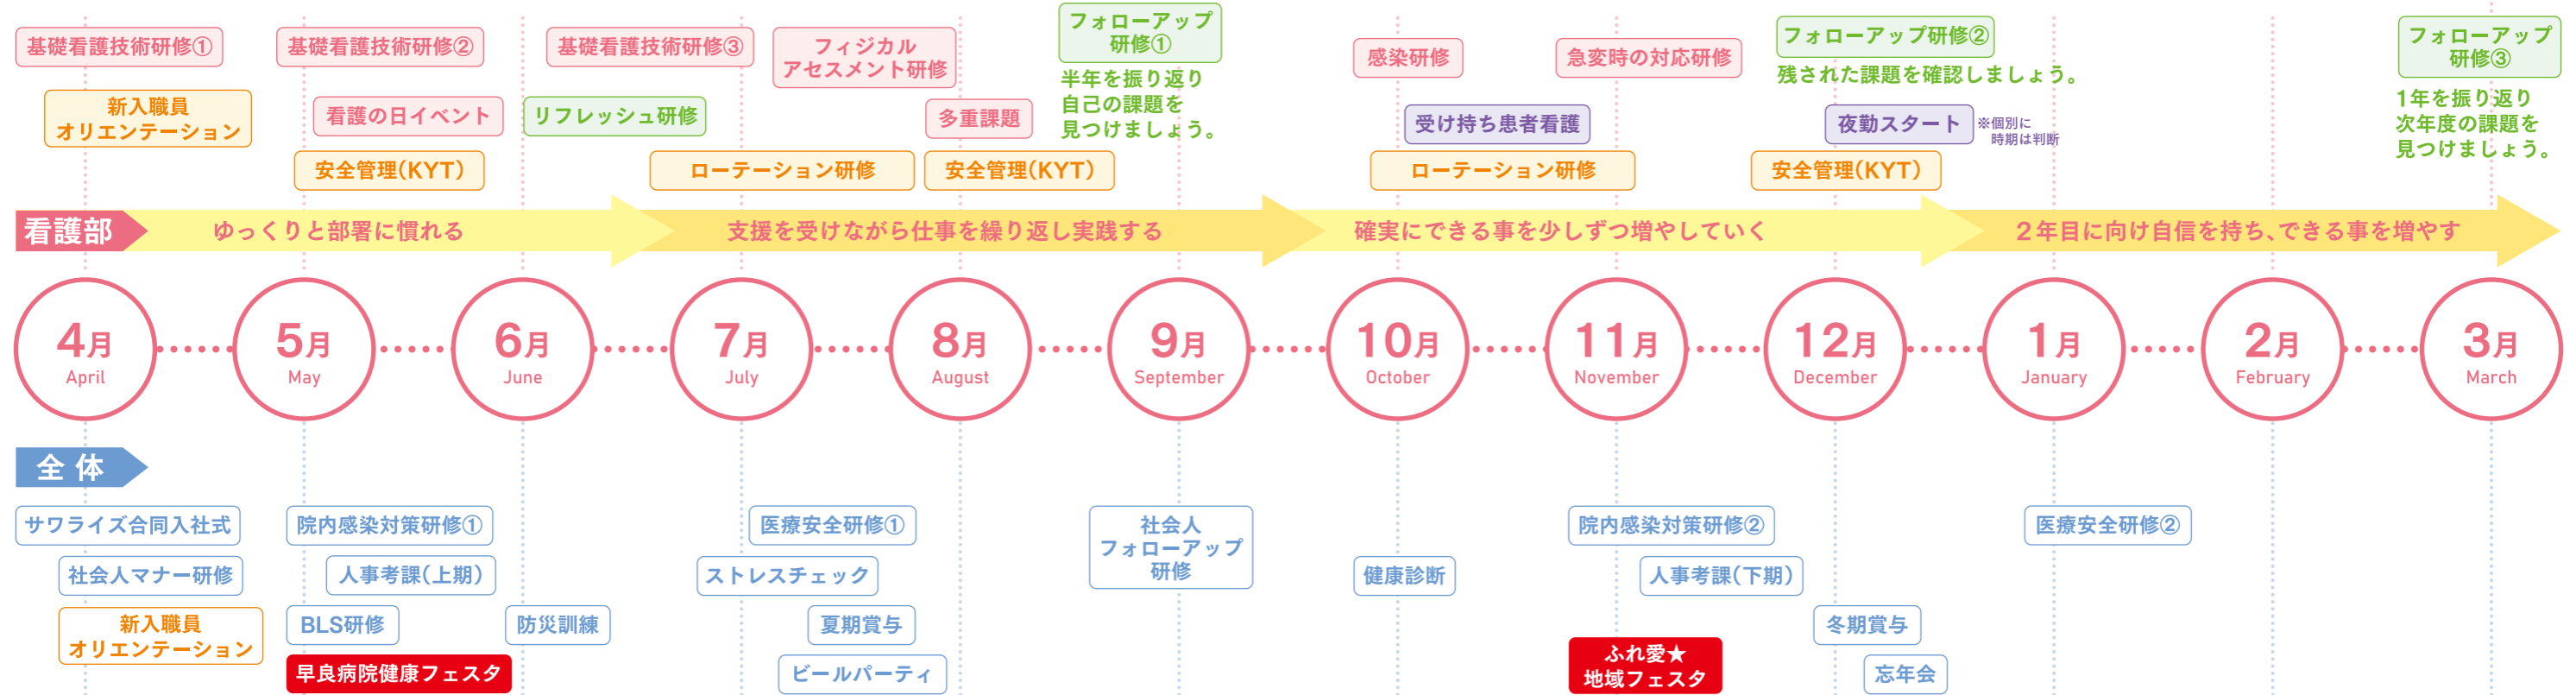 基礎看護技術研修①
新入職員
オリエンテーション
基礎看護技術研修②
看護の日イベント
安全管理(KYT)
基礎看護技術研修③
リフレッシュ研修
ローテーション研修
フィジカル
アセスメント研修
多重課題
安全管理(KYT)
フォローアップ
研修①
半年を振り返り
自己の課題を
見つけましょう。
感染研修
受け持ち患者看護
ローテーション研修
急変時の対応研修
フォローアップ研修②
残された課題を確認しましょう。
夜勤スタート
※個別に
時期は判断
安全管理(KYT)
フォローアップ
研修③
1年を振り返り
次年度の課題を
見つけましょう。
看護部
ゆっくりと部署に慣れる
支援を受けながら仕事を繰り返し実践する
確実にできる事を少しずつ増やしていく
2年目に向け自信を持ち、できる事を増やす
4月
April
5月
May
6月
June
7月
July
8月
August
9月
September
10月
October
11月
November
12月
December
1月
January
2月
February
3月
March
全体
サワライズ合同入社式
社会人マナー研修
新入職員
オリエンテーション
院内感染対策研修①
人事考課(上期)
BLS研修
早良病院健康フェスタ
防災訓練
医療安全研修①
ストレスチェック
夏期賞与
ビールパーティ
社会人
フォローアップ
研修
健康診断
院内感染対策研修②
人事考課(下期)
ふれ愛★
地域フェスタ
冬期賞与
忘年会
医療安全研修②